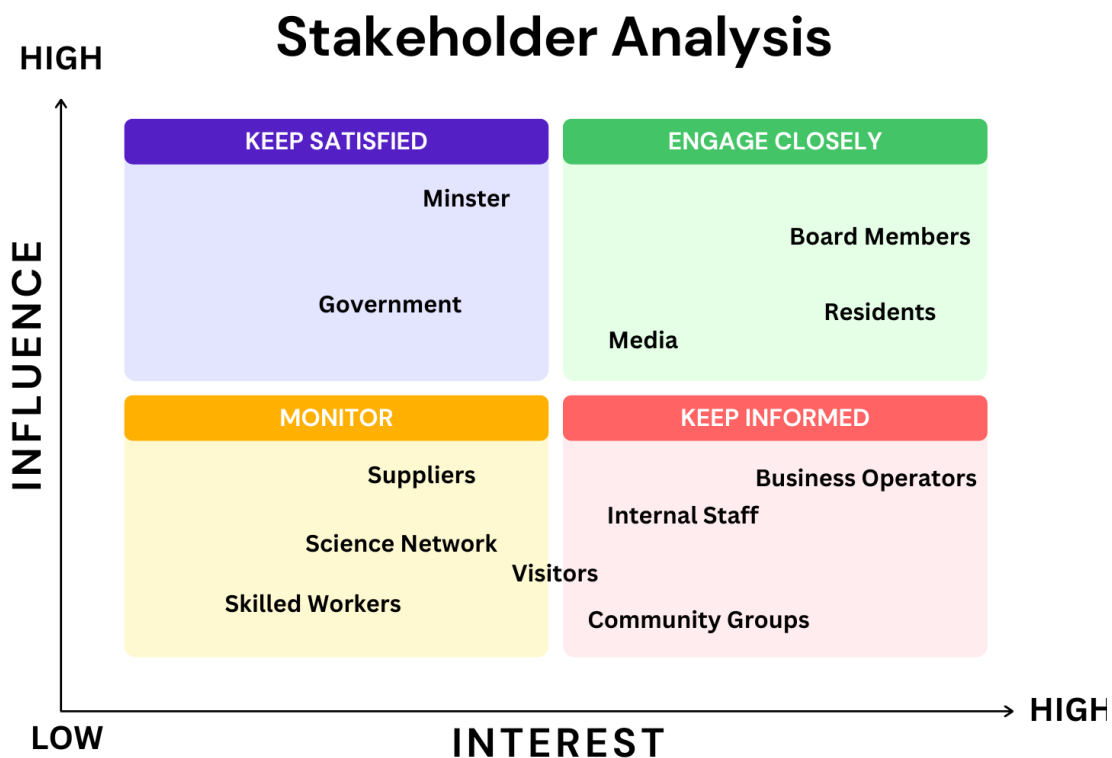 Stakeholder Analysis
HIGH
KEEP SATISFIED
ENGAGE CLOSELY
Minster
Board Members
Government
Residents
Media
INFLUENCE
MONITOR
KEEP INFORMED
Suppliers
Business Operators
Internal Staff
Science Network
Visitors
Skilled Workers
Community Groups
LOW
INTEREST
HIGH